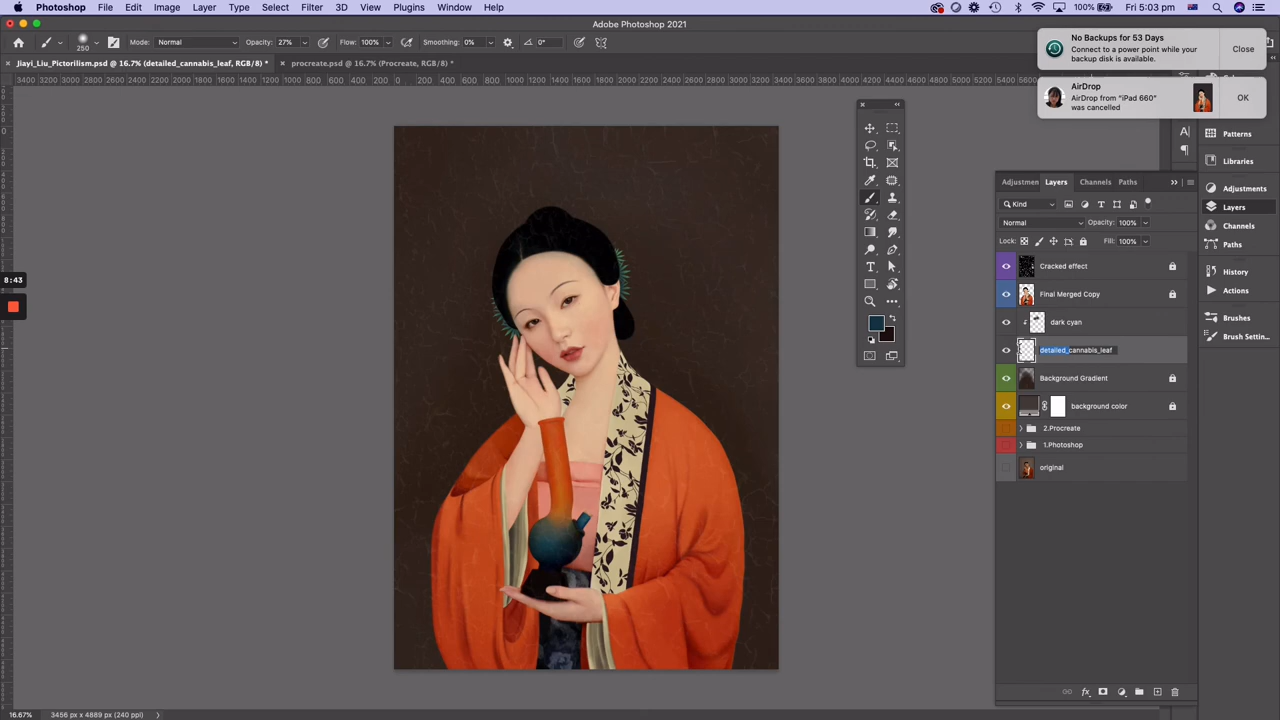 Photoshop File Edit Image Layer Type Select Filter 3D View Plugins Window Help 100% Fri 5:03 pm
Adobe Photoshop 2021
250 Mode: Normal Opacity: 27% Flow: 100% Smoothing: 0% 0°
Jiayi_Liu_Pictorilism.psd @ 16.7% (detailed_cannabis_leaf, RGB/8) * procreate.psd @ 16.7% (Procreate, RGB/8) *
No Backups for 53 Days
Connect to a power point while your
backup disk is available.
Close
AirDrop
AirDrop from “iPad 660”
was cancelled
OK
Patterns
Libraries
Adjustments
Layers
Channels
Paths
History
Actions
Brushes
Brush Settin...
Adjustmen Layers Channels Paths
Kind
Normal Opacity: 100%
Lock: Fill: 100%
Cracked effect
Final Merged Copy
dark cyan
detailed_cannabis_leaf
Background Gradient
background color
2.Procreate
1.Photoshop
original
8:43
16.67% 3456 px x 4889 px (240 ppi)